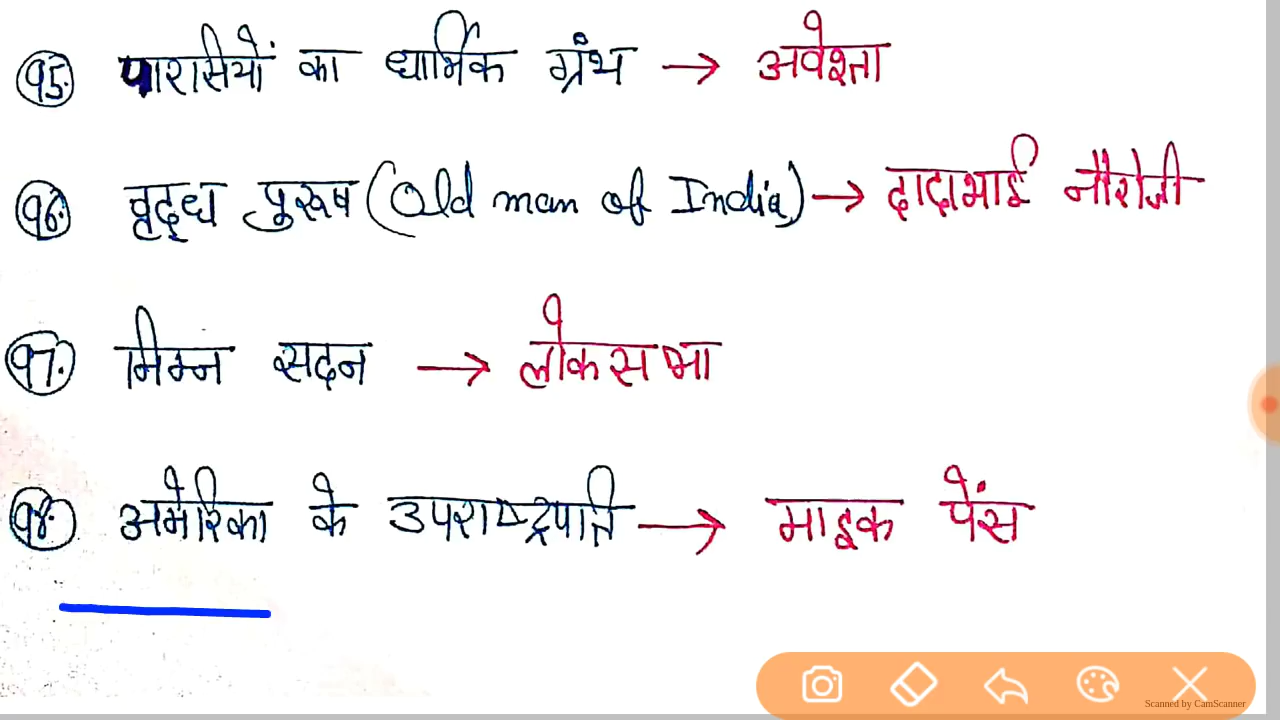 95. पारसियों का धार्मिक ग्रंथ → अवेश्ता
96. वृद्ध पुरूष (Old man of India) → दादाभाई नौरोजी
97. निम्न सदन → लोकसभा
98. अमेरिका के उपराष्ट्रपति → माइक पेंस
Scanned by CamScanner